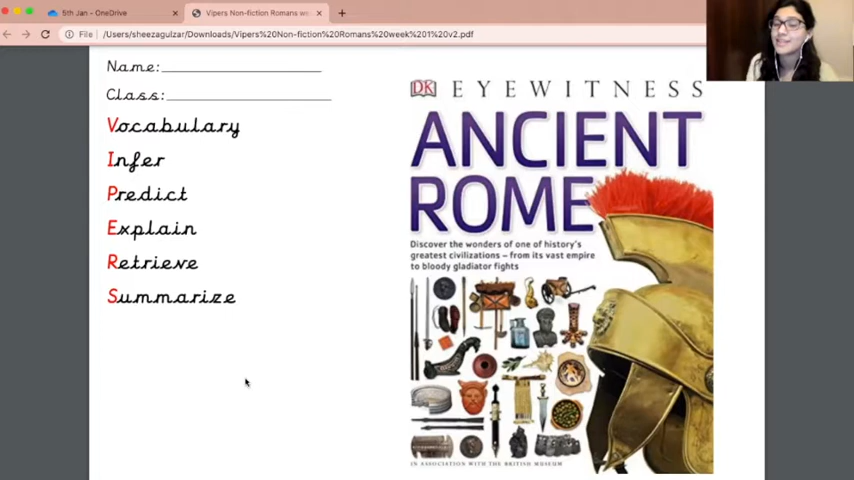 5th Jan - OneDrive
Vipers Non-fiction Romans we
File
/Users/sheezagulzar/Downloads/Vipers%20Non-fiction%20Romans%20week%201%20v2.pdf
Name:
Class:
Vocabulary
Infer
Predict
Explain
Retrieve
Summarize
DK EYEWITNESS
ANCIENT
ROME
Discover the wonders of one of history's
greatest civilizations – from its vast empire
to bloody gladiator fights
IN ASSOCIATION WITH THE BRITISH MUSEUM